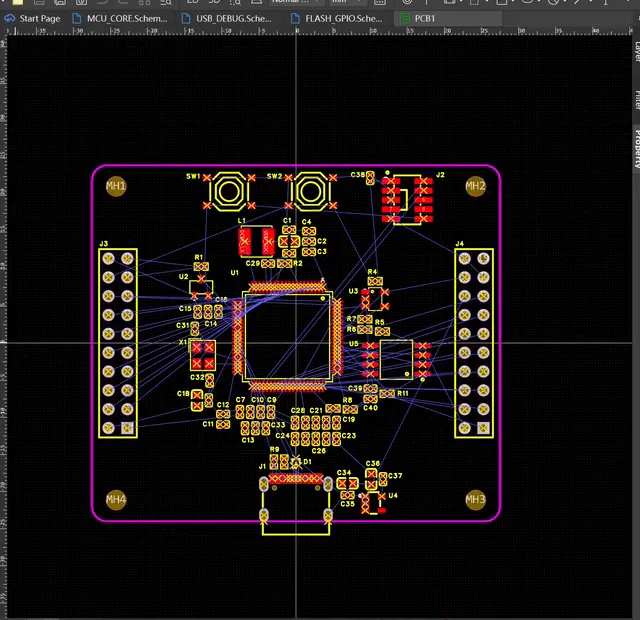 Start Page MCU_CORE.Schem... USB_DEBUG.Sche... FLASH_GPIO.Sche... PCB1
Layer
Filter
Property
MH1
SW1
SW2
C38
J2
MH2
L1
C1
C4
C2
C3
J3
J4
R1
C29
R2
U1
U2
R4
U3
C15
C14
C31
R7
R6
R5
X1
U5
C32
C18
C39
C40
R11
C7 C10 C9
C12
C11
C13
C33
C28 C21
R8
C19
C24
C23
C26
R9
D1
J1
C34
C36
C37
C35
U4
MH4
MH3